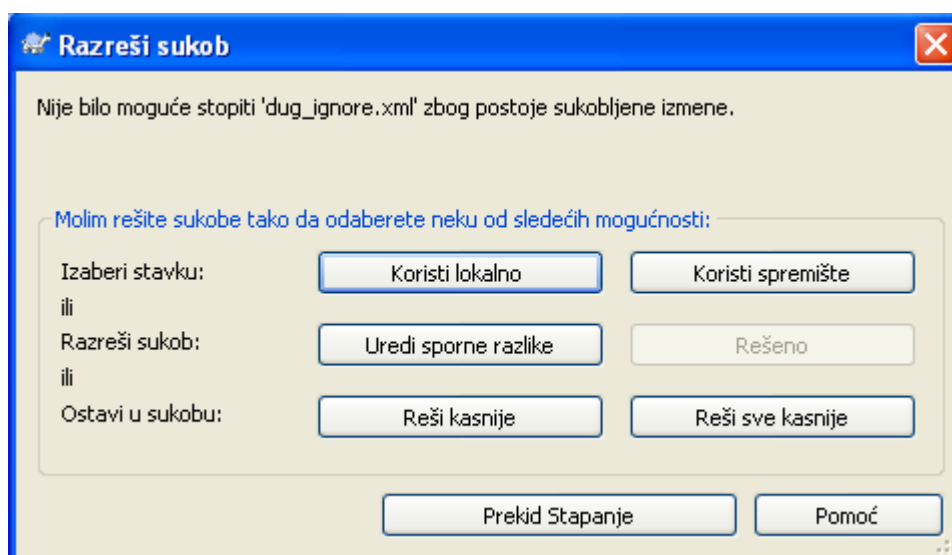 Razreši sukob
Nije bilo moguće stopiti 'dug_ignore.xml' zbog postoje sukobljene izmene.
Molim rešite sukobe tako da odaberete neku od sledećih mogućnosti:
Izaberi stavku: Koristi lokalno Koristi spremište
ili
Razreši sukob: Uredi sporne razlike Rešeno
ili
Ostavi u sukobu: Reši kasnije Reši sve kasnije
Prekid Stapanje Pomoć